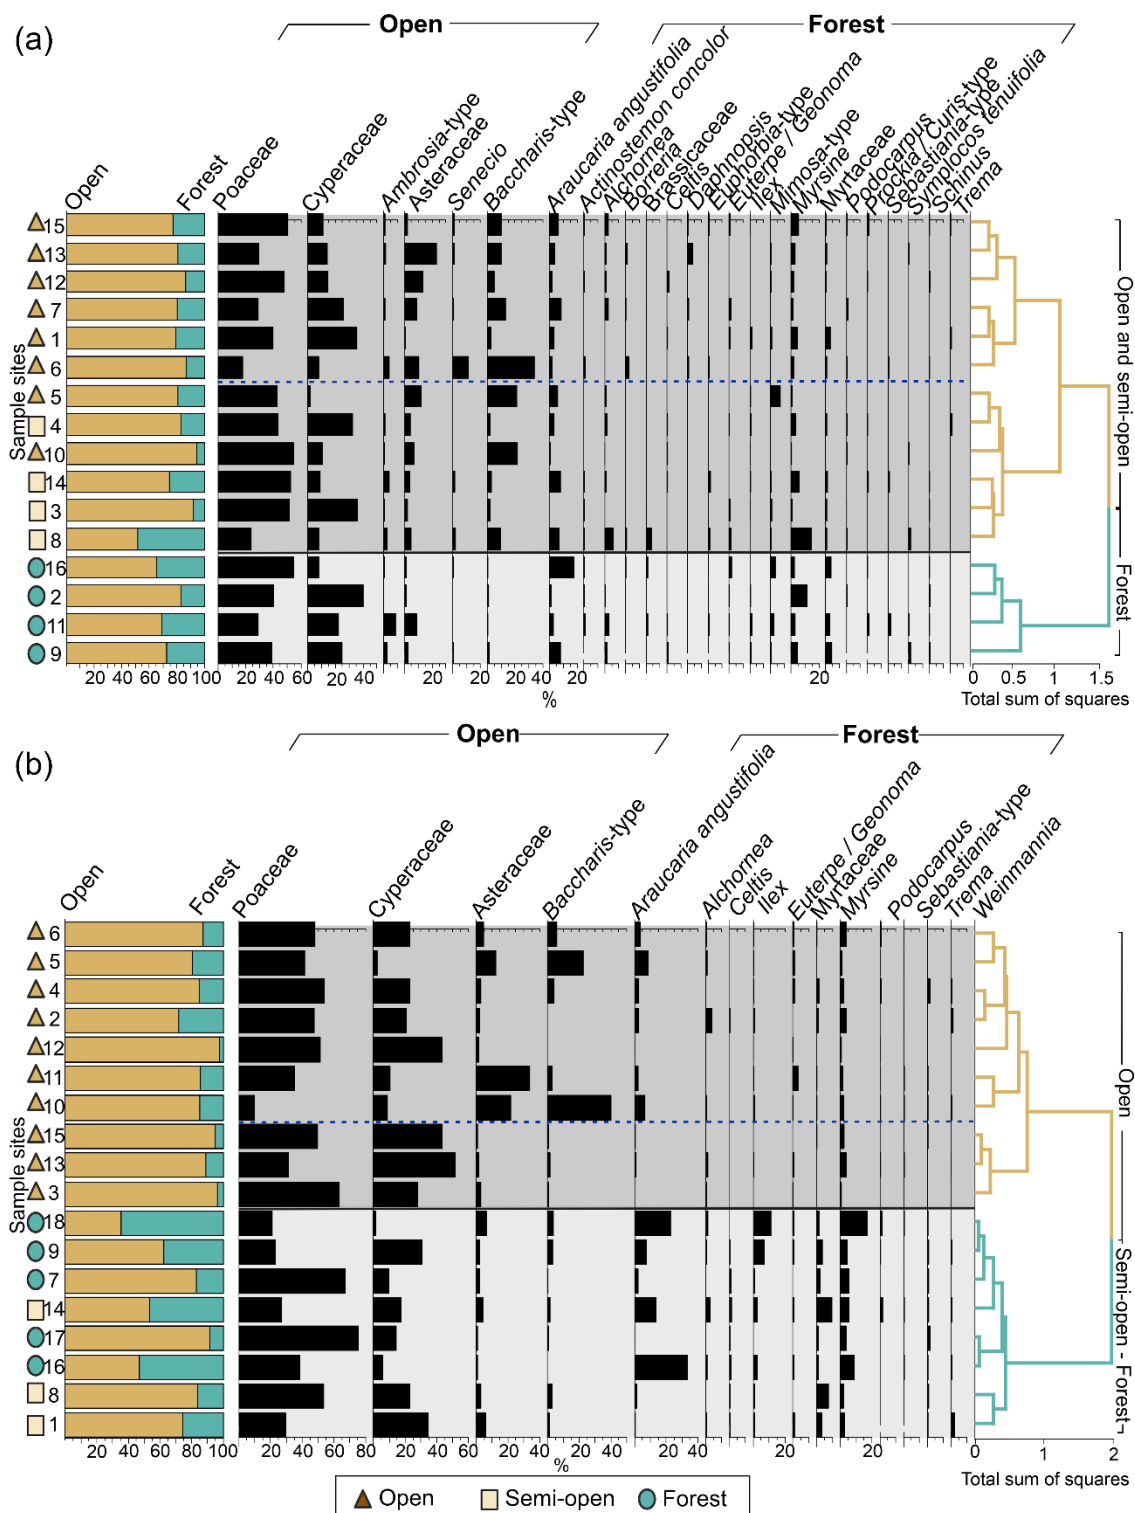 (a)
Open
Forest
Open
Forest
Poaceae
Cyperaceae
Ambrosia-type
Asteraceae
Senecio
Baccharis-type
Araucaria angustifolia
Actinostemon concolor
Alchornea
Borreria
Brassicaceae
Celtis
Daphnopsis
Euphorbia-type
Euterpe / Geonoma
Ilex
Mimosa-type
Myrsine
Myrtaceae
Podocarpus
Prockia / Curis-type
Sebastiania-type
Symplocos tenuifolia
Schinus
Trema
Sample sites
15
13
12
7
1
6
5
4
10
14
3
8
16
2
11
9
Open and semi-open
Forest
20 40 60 80 100
20 40 60
20 40
20
20 40
20
20
%
0 0.5 1 1.5
Total sum of squares
(b)
Open
Forest
Open
Forest
Poaceae
Cyperaceae
Asteraceae
Baccharis-type
Araucaria angustifolia
Alchornea
Celtis
Ilex
Euterpe / Geonoma
Myrtaceae
Myrsine
Podocarpus
Sebastiania-type
Trema
Weinmannia
Sample sites
6
5
4
2
12
11
10
15
13
3
18
9
7
14
17
16
8
1
Open
Semi-open - Forest
20 40 60 80 100
20 40 60
20 40 60
20 40
20 40
20
20
%
0 1 2
Total sum of squares
Open
Semi-open
Forest